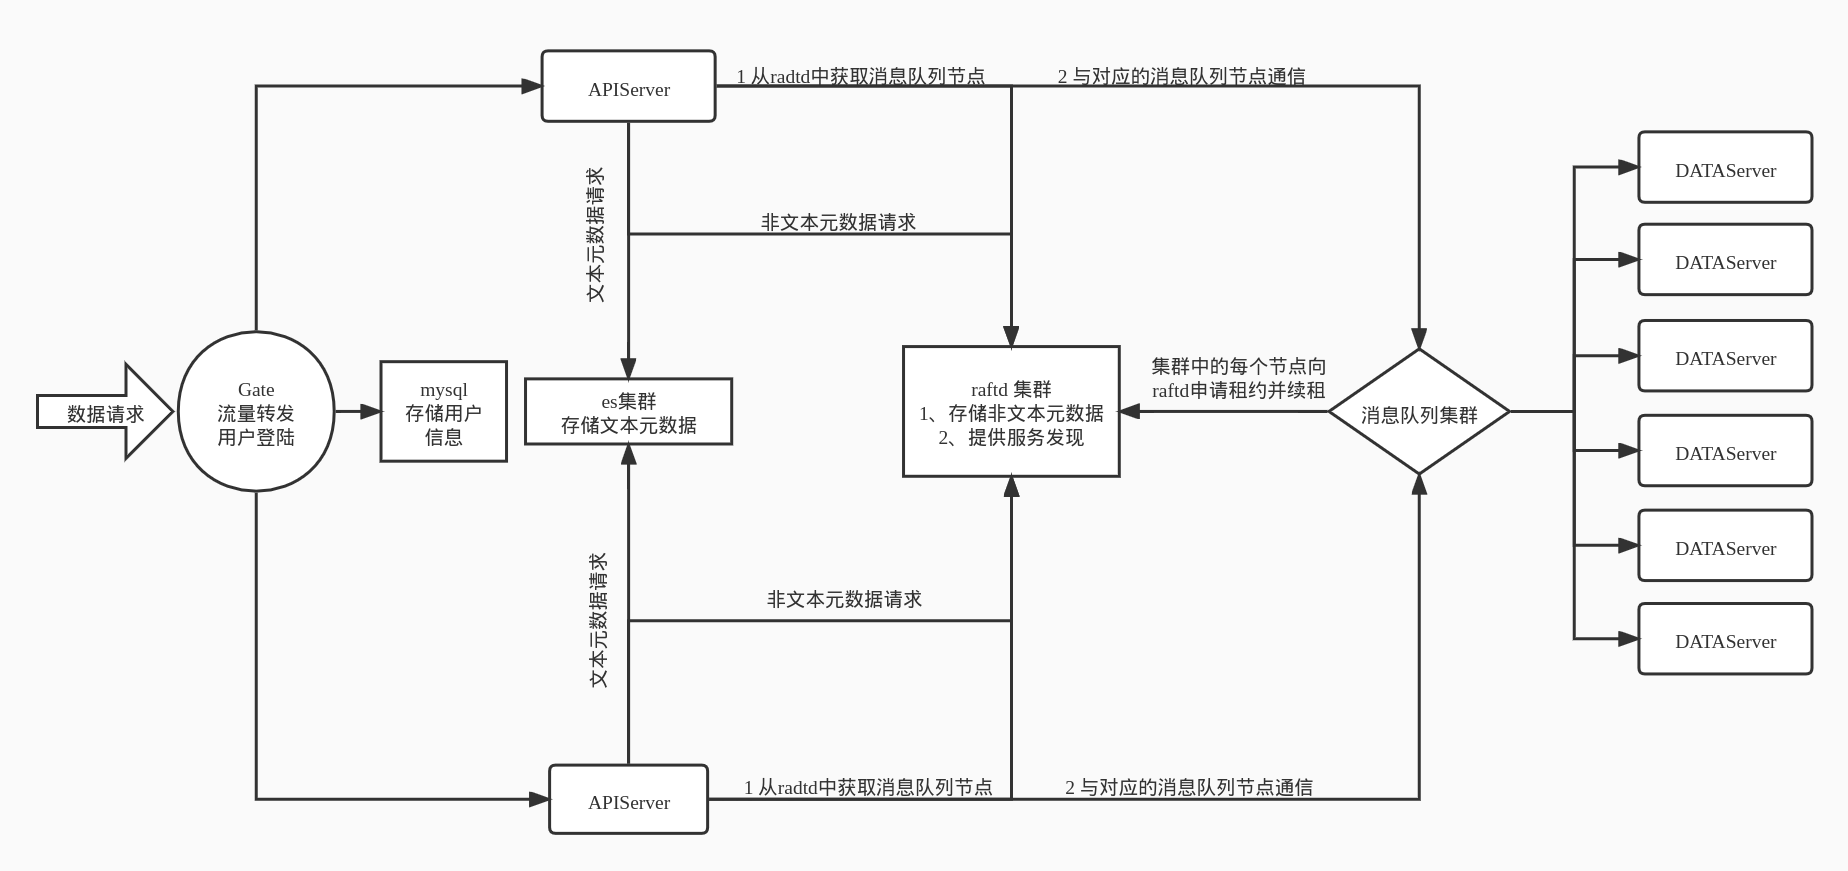 APIServer
1 从radtd中获取消息队列节点
2 与对应的消息队列节点通信
文本元数据请求
非文本元数据请求
数据请求
Gate
流量转发
用户登陆
mysql
存储用户
信息
es集群
存储文本元数据
raftd 集群
1、存储非文本元数据
2、提供服务发现
集群中的每个节点向
raftd申请租约并续租
消息队列集群
DATAServer
DATAServer
DATAServer
DATAServer
DATAServer
DATAServer
文本元数据请求
非文本元数据请求
APIServer
1 从radtd中获取消息队列节点
2 与对应的消息队列节点通信